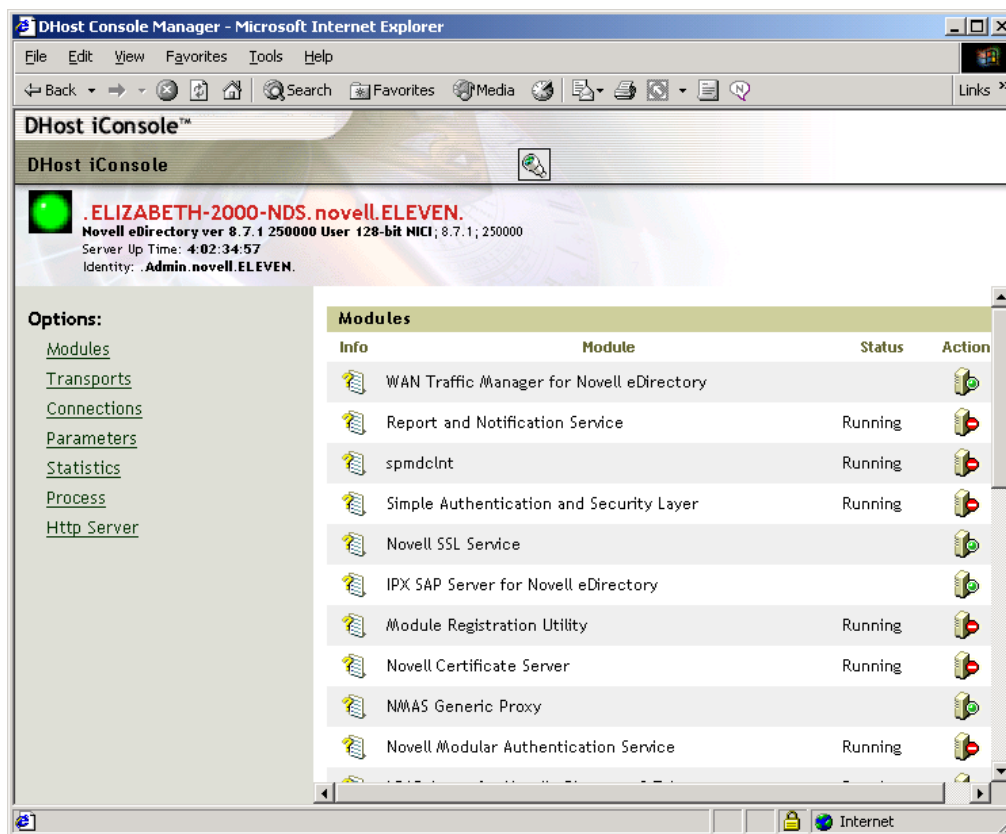 DHost Console Manager - Microsoft Internet Explorer
File Edit View Favorites Tools Help
Back Search Favorites Media Links »
DHost iConsole™
DHost iConsole
.ELIZABETH-2000-NDS.novell.ELEVEN.
Novell eDirectory ver 8.7.1 250000 User 128-bit NICI; 8.7.1; 250000
Server Up Time: 4:02:34:57
Identity: .Admin.novell.ELEVEN.
Options:
Modules
Transports
Connections
Parameters
Statistics
Process
Http Server
Modules
Info Module Status Action
WAN Traffic Manager for Novell eDirectory
Report and Notification Service Running
spmdclnt Running
Simple Authentication and Security Layer Running
Novell SSL Service
IPX SAP Server for Novell eDirectory
Module Registration Utility Running
Novell Certificate Server Running
NMAS Generic Proxy
Novell Modular Authentication Service Running
Internet